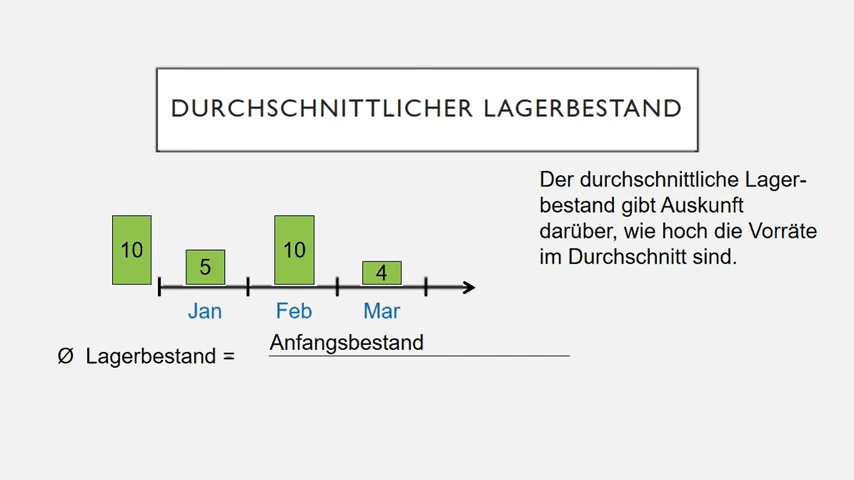 DURCHSCHNITTLICHER LAGERBESTAND
Der durchschnittliche Lager-
bestand gibt Auskunft
darüber, wie hoch die Vorräte
im Durchschnitt sind.
10
5
10
4
Jan
Feb
Mar
Ø Lagerbestand =
Anfangsbestand